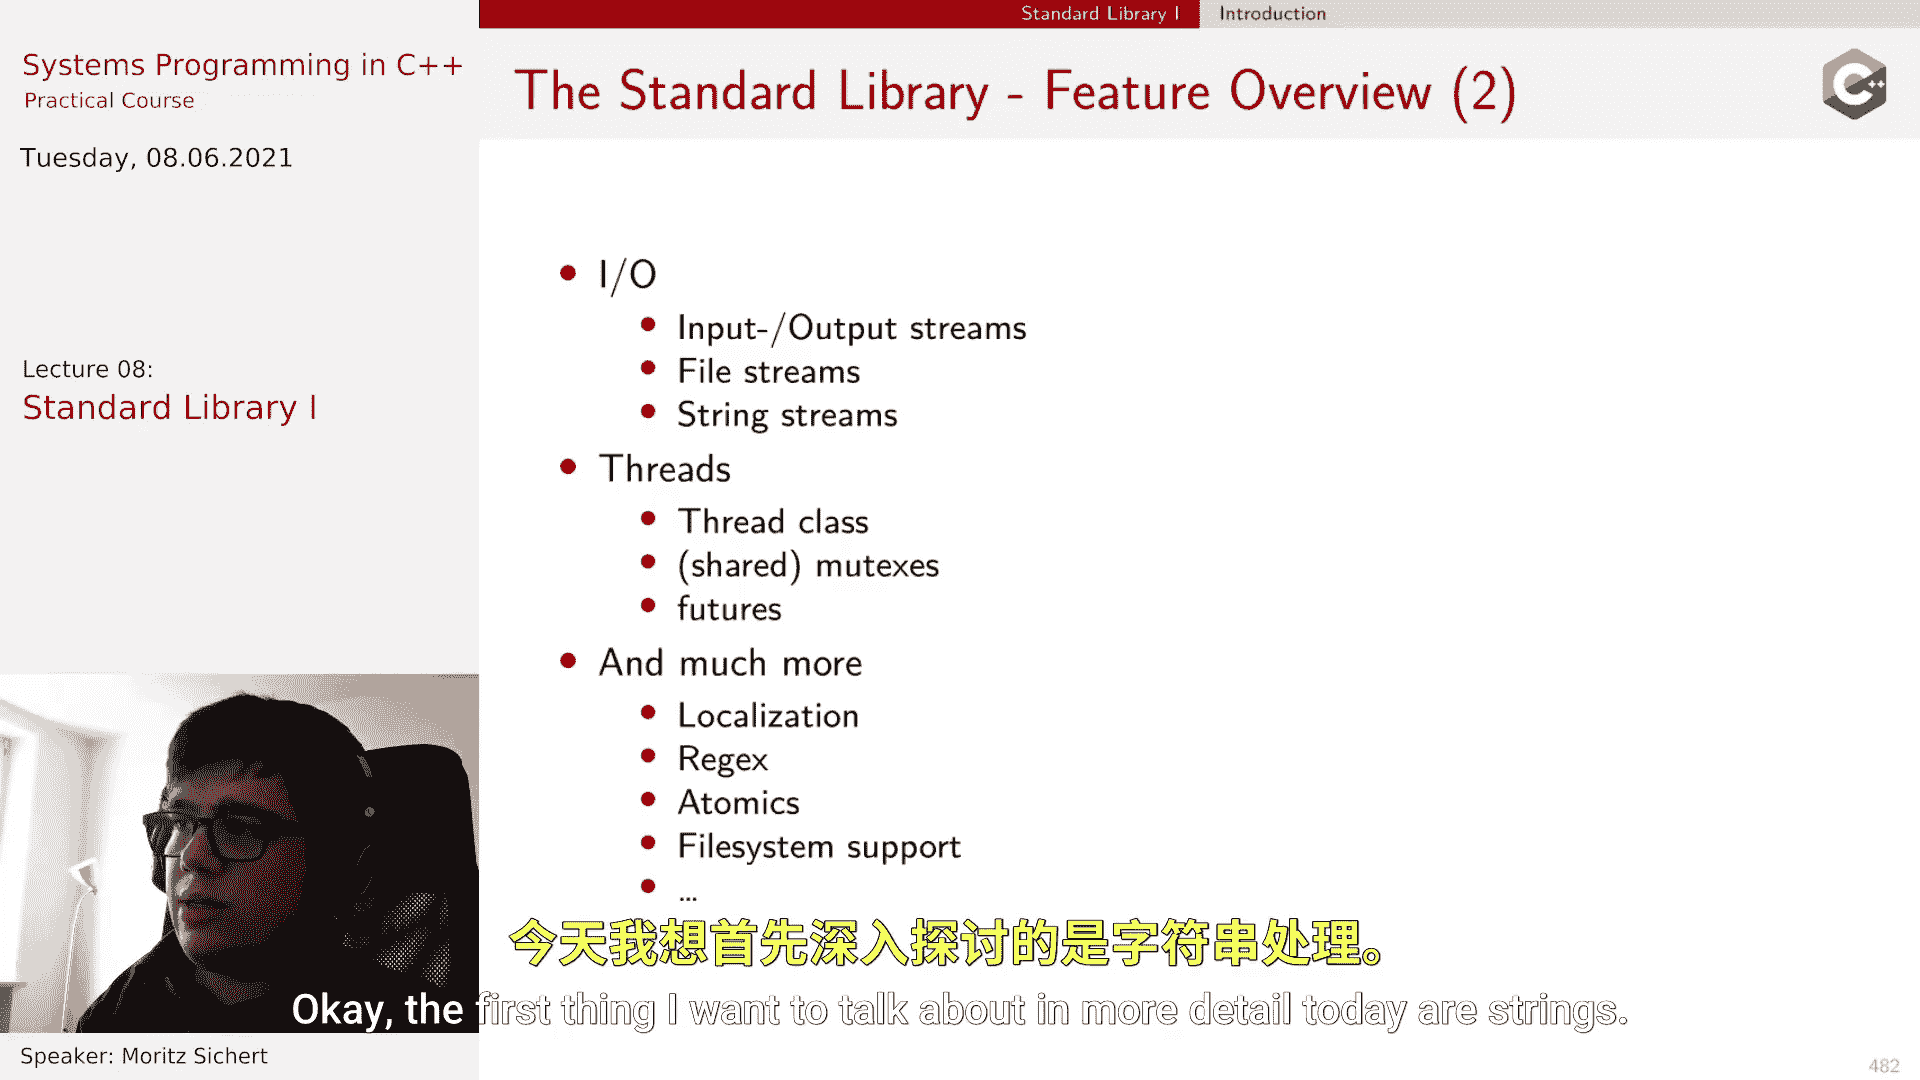 Standard Library I
Introduction
Systems Programming in C++
Practical Course
Tuesday, 08.06.2021
Lecture 08:
Standard Library I
Speaker: Moritz Sichert
The Standard Library - Feature Overview (2)
C++
• I/O
• Input-/Output streams
• File streams
• String streams
• Threads
• Thread class
• (shared) mutexes
• futures
• And much more
• Localization
• Regex
• Atomics
• Filesystem support
• ...
今天我想首先深入探讨的是字符串处理。
Okay, the first thing I want to talk about in more detail today are strings.
482